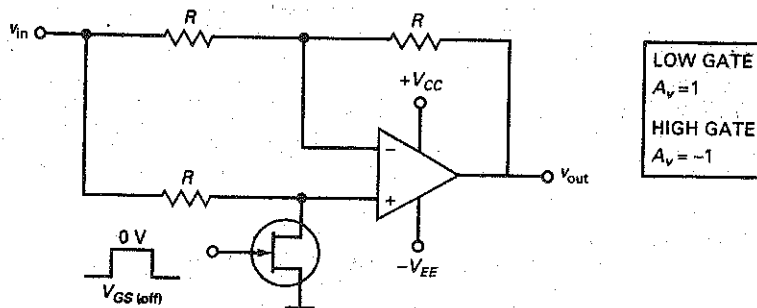 v_in
R
R
LOW GATE
A_v = 1
HIGH GATE
A_v = −1
+V_CC
−
+
R
v_out
0 V
V_GS(off)
−V_EE